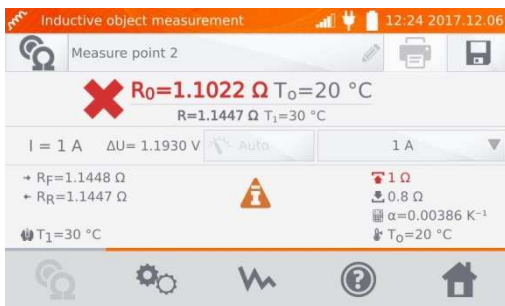 Inductive object measurement 12:24 2017.12.06
Measure point 2
R0=1.1022 Ω To=20 °C
R=1.1447 Ω T1=30 °C
I = 1 A ΔU= 1.1930 V Auto 1 A
RF=1.1448 Ω 1 Ω
RR=1.1447 Ω 0.8 Ω
α=0.00386 K⁻¹
T1=30 °C To=20 °C